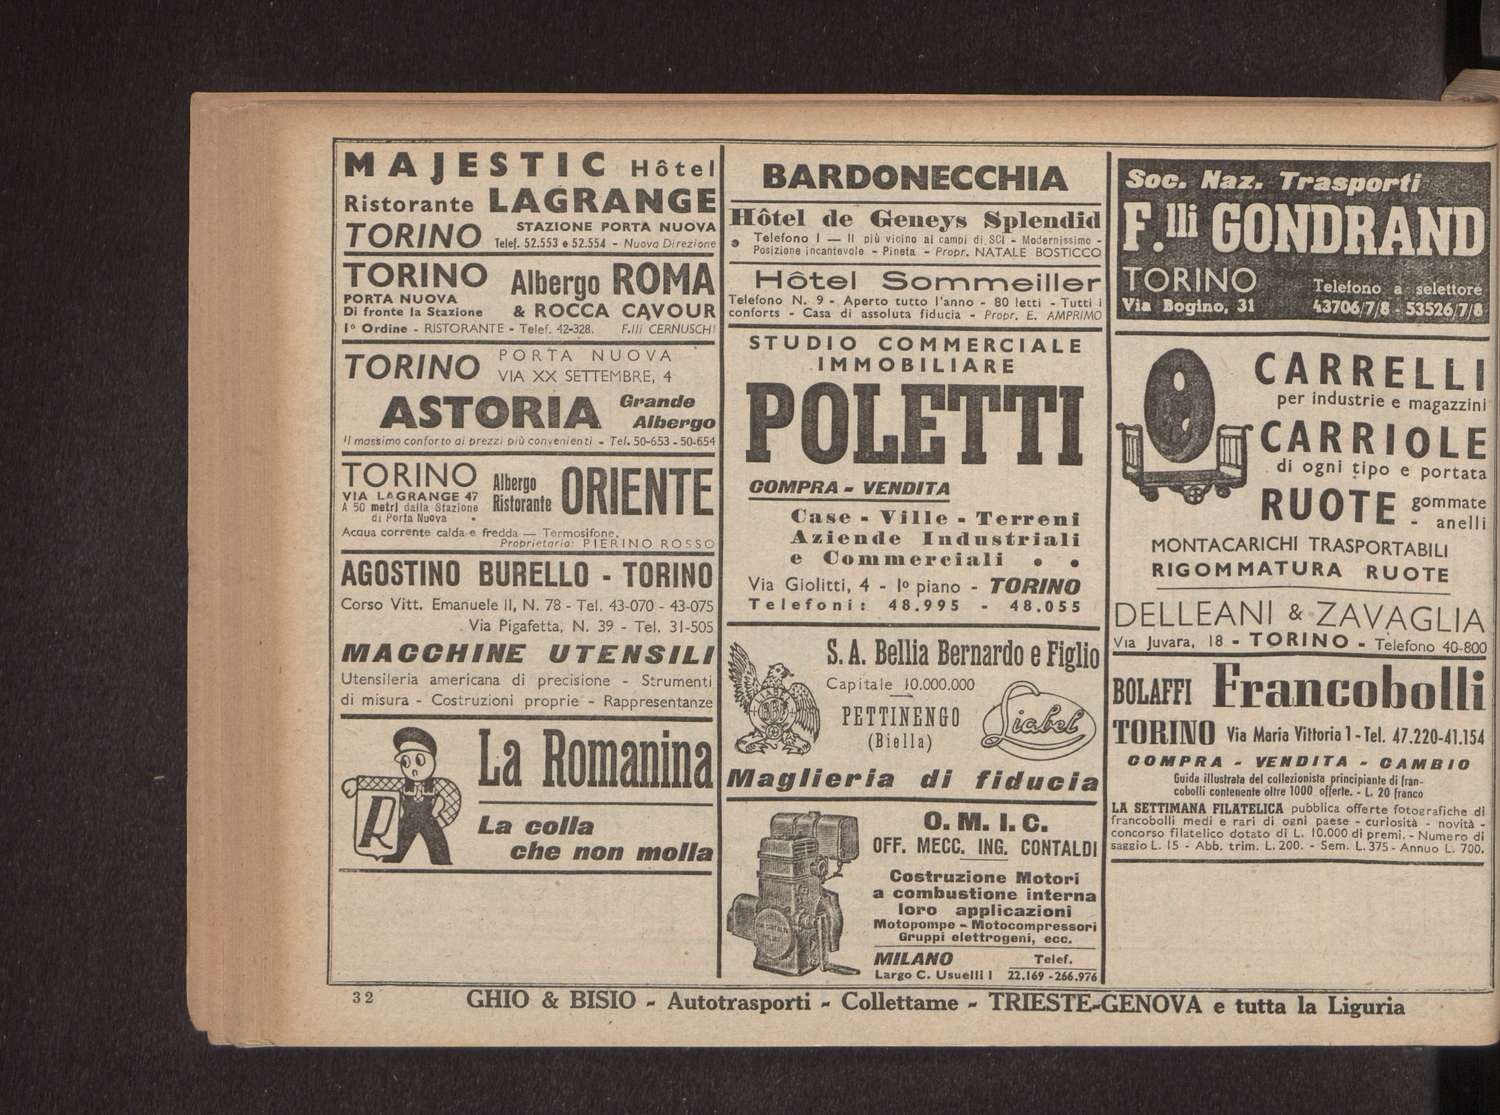 MAJESTIC Hôtel
Ristorante LAGRANGE
TORINO STAZIONE PORTA NUOVA
Telef. 52.553 e 52.554 - Nuova Direzione
TORINO Albergo ROMA
PORTA NUOVA
Di fronte la Stazione & ROCCA CAVOUR
1º Ordine - RISTORANTE - Telef. 42-328. F.lli CERNUSCHI
TORINO PORTA NUOVA
VIA XX SETTEMBRE, 4
ASTORIA Grande
Albergo
Il massimo conforto ai prezzi più convenienti - Tel. 50-653 - 50-654
TORINO Albergo Ristorante ORIENTE
VIA LAGRANGE 47
A 50 metri dalla Stazione
di Porta Nuova
Acqua corrente calda e fredda — Termosifone.
Proprietario: PIERINO ROSSO
AGOSTINO BURELLO - TORINO
Corso Vitt. Emanuele II, N. 78 - Tel. 43-070 - 43-075
Via Pigafetta, N. 39 - Tel. 31-505
MACCHINE UTENSILI
Utensileria americana di precisione - Strumenti
di misura - Costruzioni proprie - Rappresentanze
La Romanina
R
La colla
che non molla
BARDONECCHIA
Hôtel de Geneys Splendid
Telefono 1 — Il più vicino ai campi di SCI - Modernissimo -
Posizione incantevole - Pineta - Propr. NATALE BOSTICCO
Hôtel Sommeiller
Telefono N. 9 - Aperto tutto l'anno - 80 letti - Tutti i
conforts - Casa di assoluta fiducia - Propr. E. AMPRIMO
STUDIO COMMERCIALE
IMMOBILIARE
POLETTI
COMPRA - VENDITA
Case - Ville - Terreni
Aziende Industriali
e Commerciali
Via Giolitti, 4 - Iº piano - TORINO
Telefoni: 48.995 - 48.055
S. A. Bellia Bernardo e Figlio
Capitale 10.000.000
PETTINENGO
(Biella)
Liabel
Maglieria di fiducia
O. M. I. C.
OFF. MECC. ING. CONTALDI
Costruzione Motori
a combustione interna
loro applicazioni
Motopompe - Motocompressori
Gruppi elettrogeni, ecc.
MILANO Telef.
Largo C. Usuelli 1 22.169 - 266.976
Soc. Naz. Trasporti
F.lli GONDRAND
TORINO Telefono a selettore
Via Bogino, 31 43706/7/8 - 53526/7/8
CARRELLI
per industrie e magazzini
CARRIOLE
di ogni tipo e portata
RUOTE gommate
- anelli
MONTACARICHI TRASPORTABILI
RIGOMMATURA RUOTE
DELLEANI & ZAVAGLIA
Via Juvara, 18 - TORINO - Telefono 40-800
BOLAFFI Francobolli
TORINO Via Maria Vittoria 1 - Tel. 47.220-41.154
COMPRA - VENDITA - CAMBIO
Guida illustrata del collezionista principiante di fran-
cobolli contenente oltre 1000 offerte. - L. 20 franco
LA SETTIMANA FILATELICA pubblica offerte fotografiche di
francobolli medi e rari di ogni paese - curiosità - novità -
concorso filatelico dotato di L. 10.000 di premi. - Numero di
saggio L. 15 - Abb. trim. L. 200. - Sem. L. 375 - Annuo L. 700.
32 GHIO & BISIO - Autotrasporti - Collettame - TRIESTE-GENOVA e tutta la Liguria